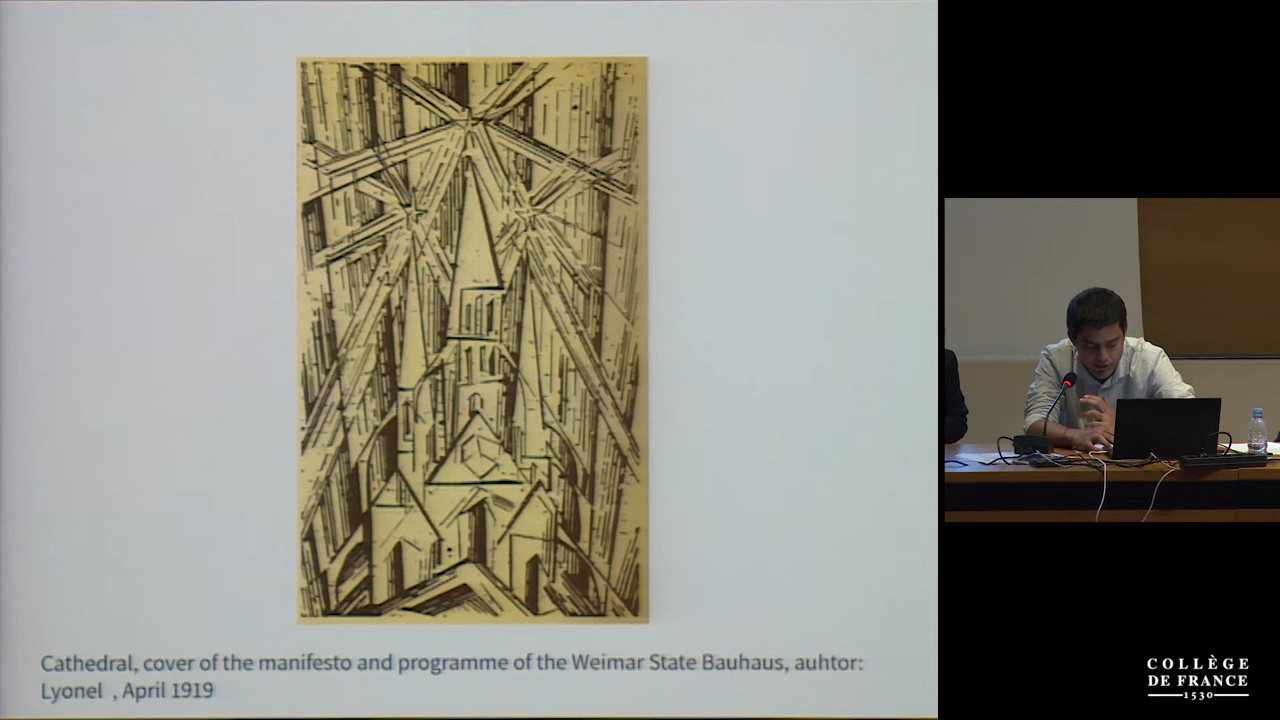 Cathedral, cover of the manifesto and programme of the Weimar State Bauhaus, auhtor:
Lyonel , April 1919
COLLÈGE
DE FRANCE
1530